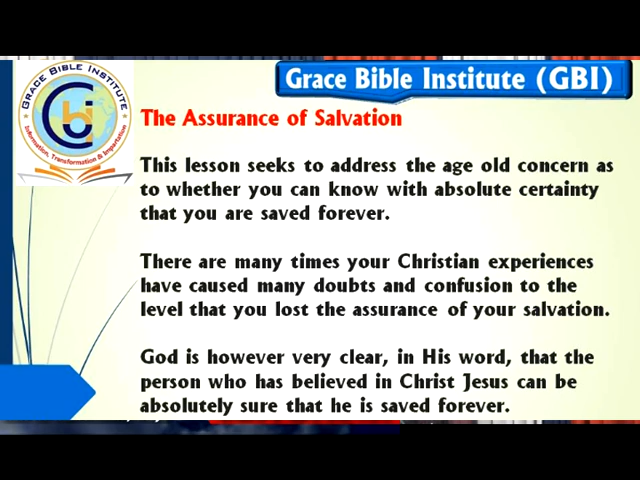 Grace Bible Institute (GBI)
GRACE BIBLE INSTITUTE
Information, Transformation & Impartation
The Assurance of Salvation
This lesson seeks to address the age old concern as
to whether you can know with absolute certainty
that you are saved forever.
There are many times your Christian experiences
have caused many doubts and confusion to the
level that you lost the assurance of your salvation.
God is however very clear, in His word, that the
person who has believed in Christ Jesus can be
absolutely sure that he is saved forever.